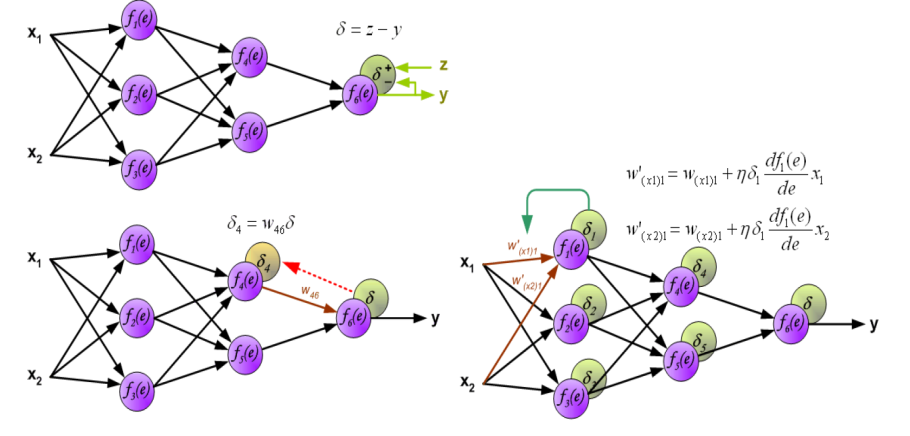 δ = z − y
x₁
f₁(e)
f₄(e)
δ + −
z
f₂(e)
f₆(e)
y
f₅(e)
x₂
f₃(e)
δ₄ = w₄₆δ
x₁
f₁(e)
δ₄
f₄(e)
w₄₆
δ
f₂(e)
f₆(e)
y
f₅(e)
x₂
f₃(e)
w'₍ₓ₁₎₁ = w₍ₓ₁₎₁ + ηδ₁ df₁(e)/de x₁
w'₍ₓ₂₎₁ = w₍ₓ₂₎₁ + ηδ₁ df₁(e)/de x₂
δ₁
w'₍ₓ₁₎₁
f₁(e)
x₁
w'₍ₓ₂₎₁
δ₄
f₄(e)
δ₂
f₂(e)
δ
f₆(e)
y
δ₅
f₅(e)
x₂
δ₃
f₃(e)